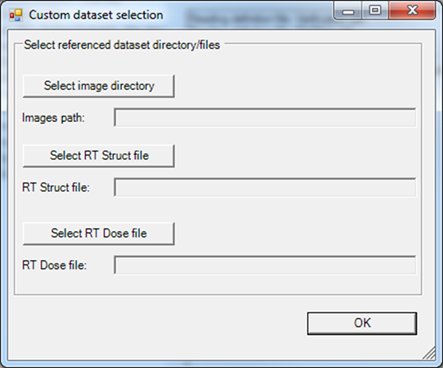 Custom dataset selection
Select referenced dataset directory/files
Select image directory
Images path:
Select RT Struct file
RT Struct file:
Select RT Dose file
RT Dose file:
OK